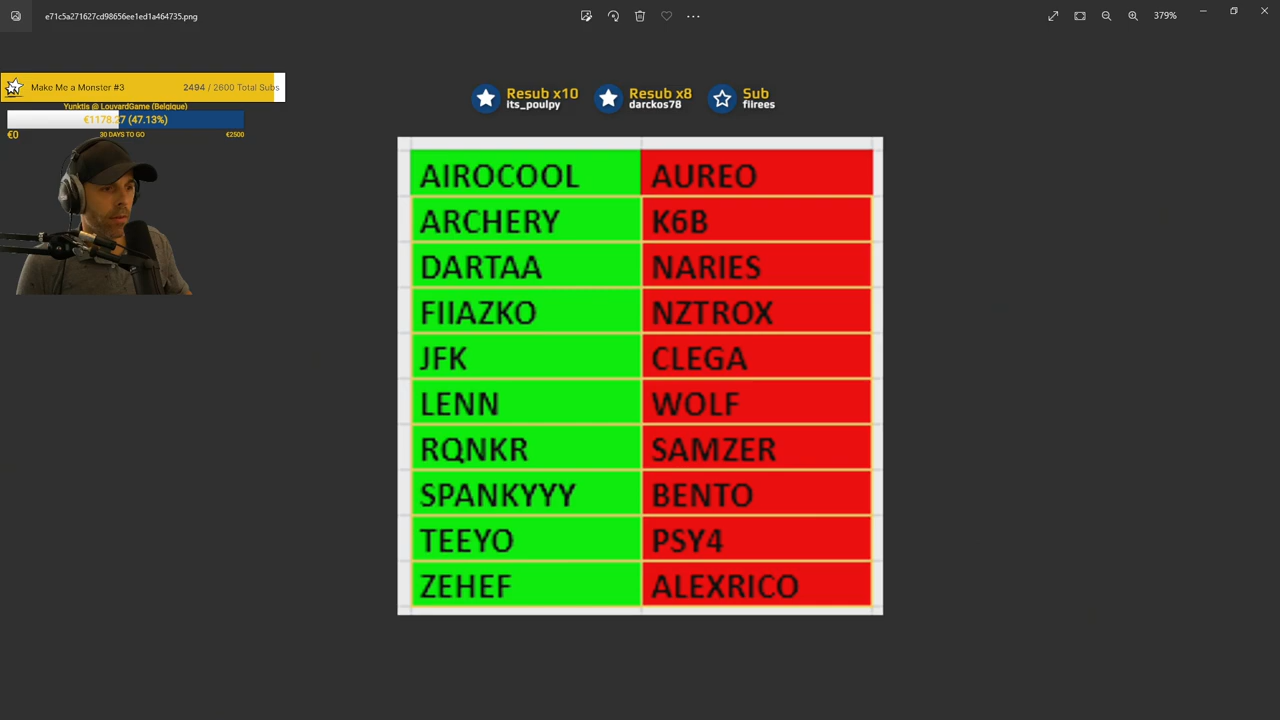 e71c5a271627cd98656ee1ed1a464735.png
379%
Make Me a Monster #3 2494 / 2600 Total Subs
Yunktis @ LouvardGame (Belgique)
€1178.27 (47.13%)
€0 30 DAYS TO GO €2500
Resub x10
its_poulpy
Resub x8
darckos78
Sub
fiirees
AIROCOOL AUREO
ARCHERY K6B
DARTAA NARIES
FIIAZKO NZTROX
JFK CLEGA
LENN WOLF
RQNKR SAMZER
SPANKYYY BENTO
TEEYO PSY4
ZEHEF ALEXRICO